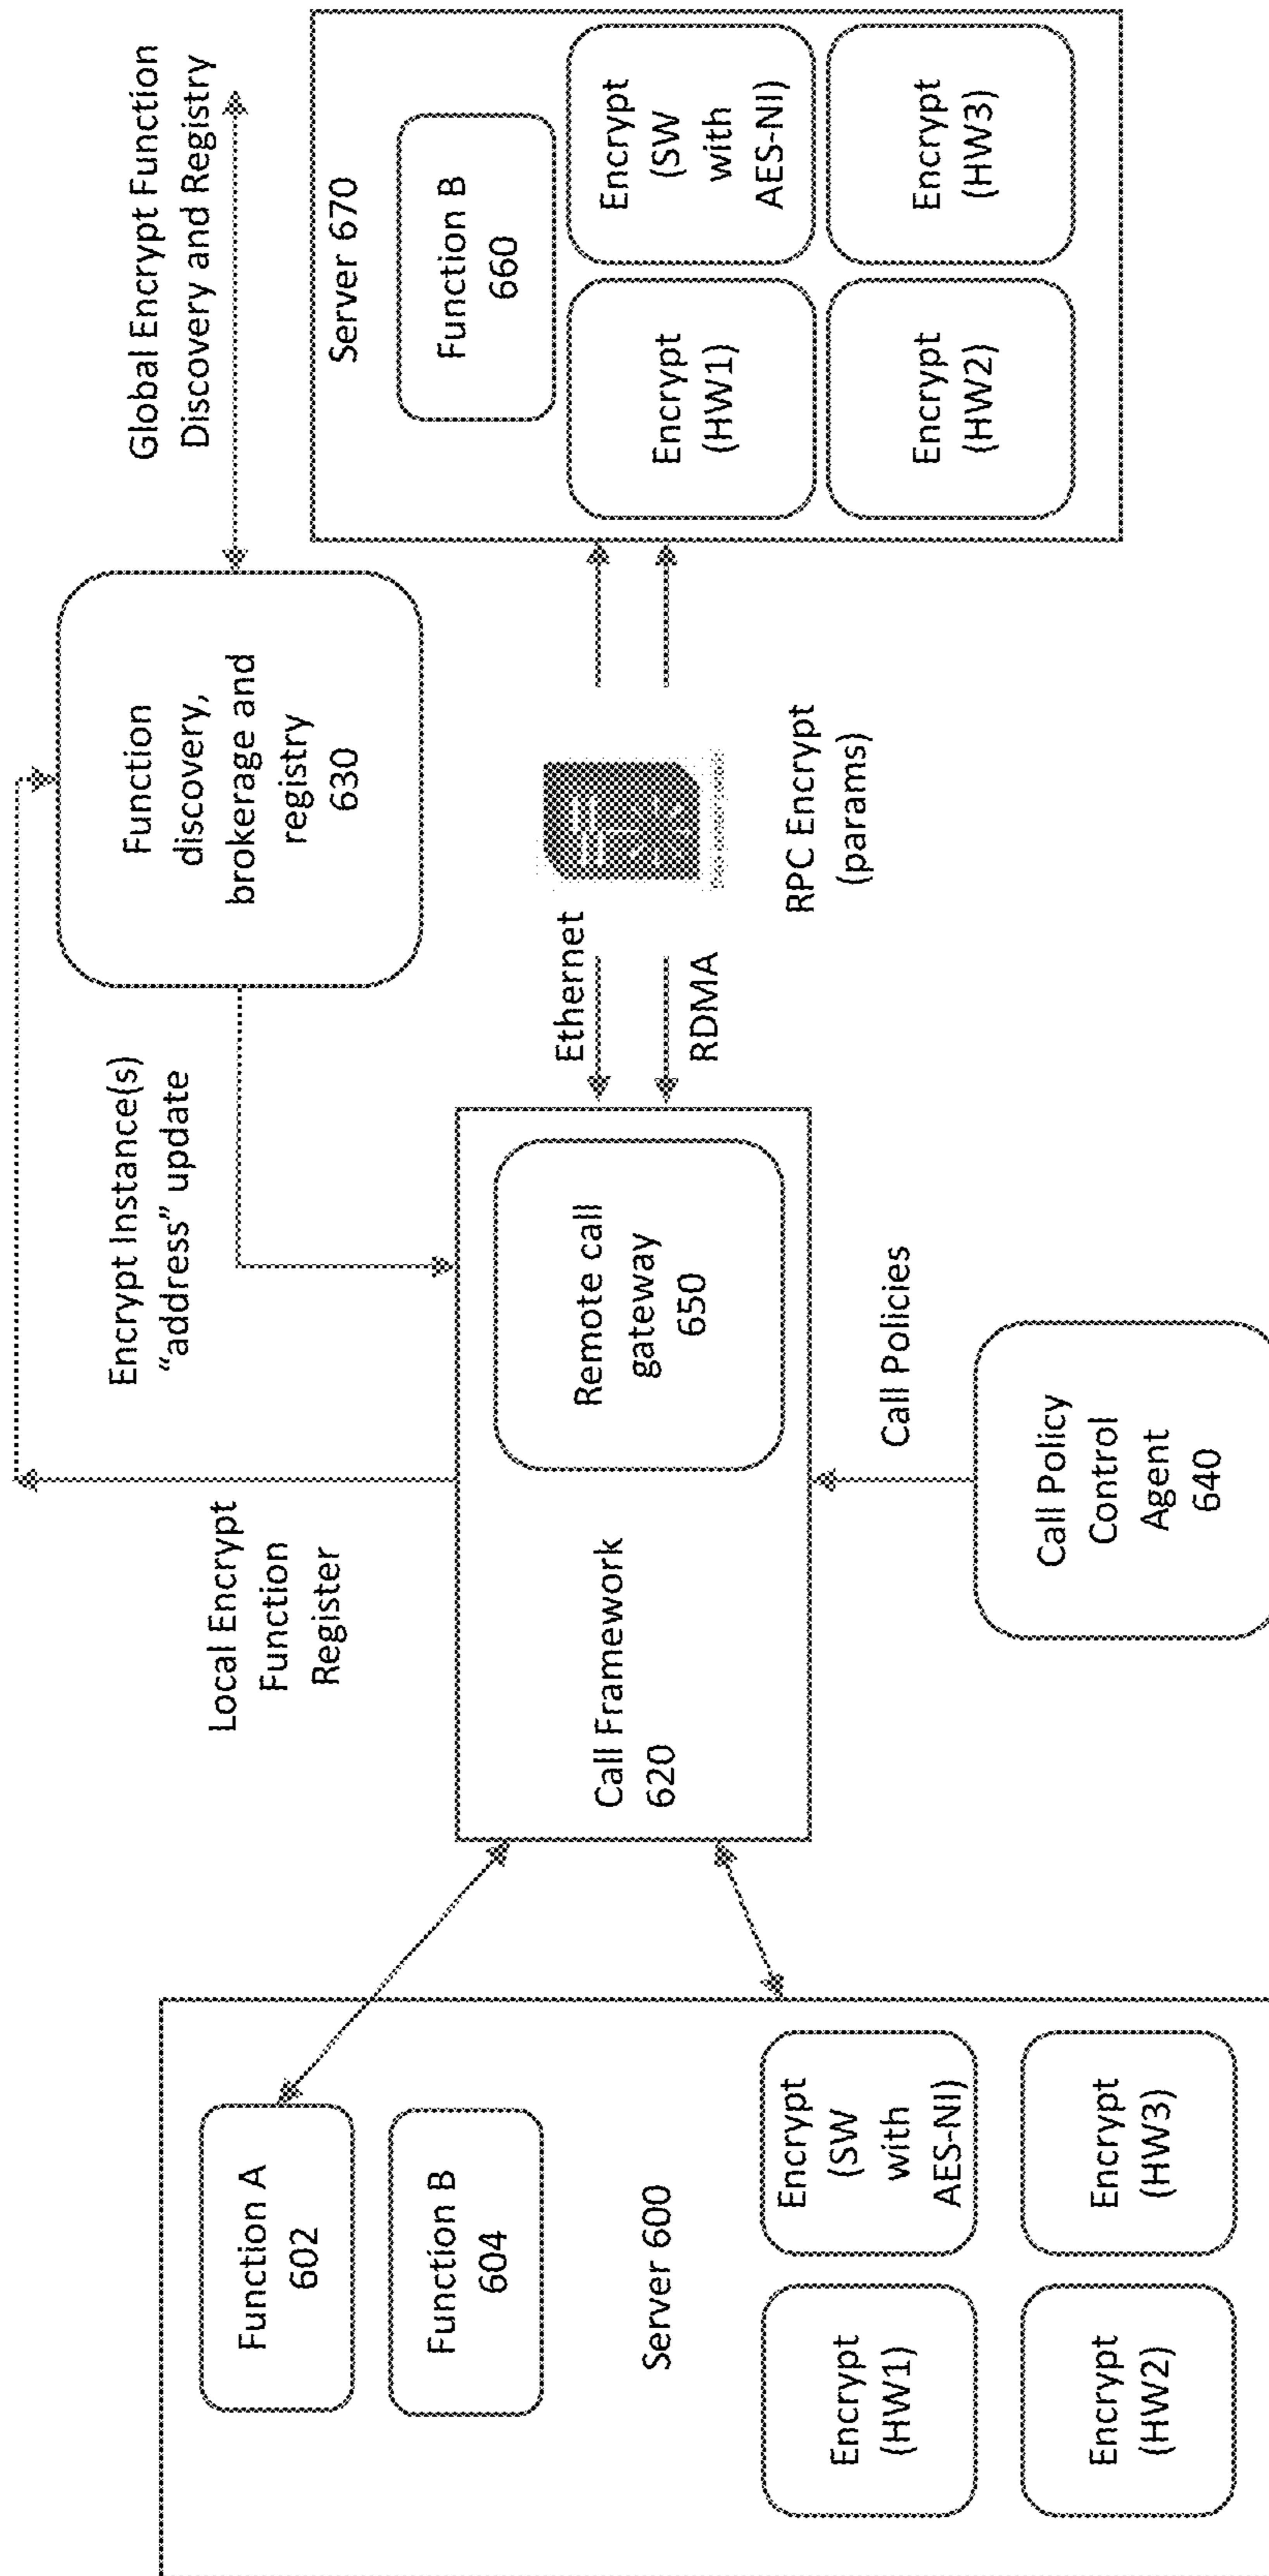 Function A
602
Function B
604
Server 600
Encrypt
(HW1)
Encrypt
(SW
with
AES-NI)
Encrypt
(HW2)
Encrypt
(HW3)
Local Encrypt
Function
Register
Call Framework
620
Remote call
gateway
650
Call Policies
Call Policy
Control
Agent
640
Encrypt Instance(s)
“address” update
Function
discovery,
brokerage and
registry
630
Ethernet
RDMA
RPC Encrypt
(params)
Global Encrypt Function
Discovery and Registry
Server 670
Function B
660
Encrypt
(HW1)
Encrypt
(SW
with
AES-NI)
Encrypt
(HW2)
Encrypt
(HW3)